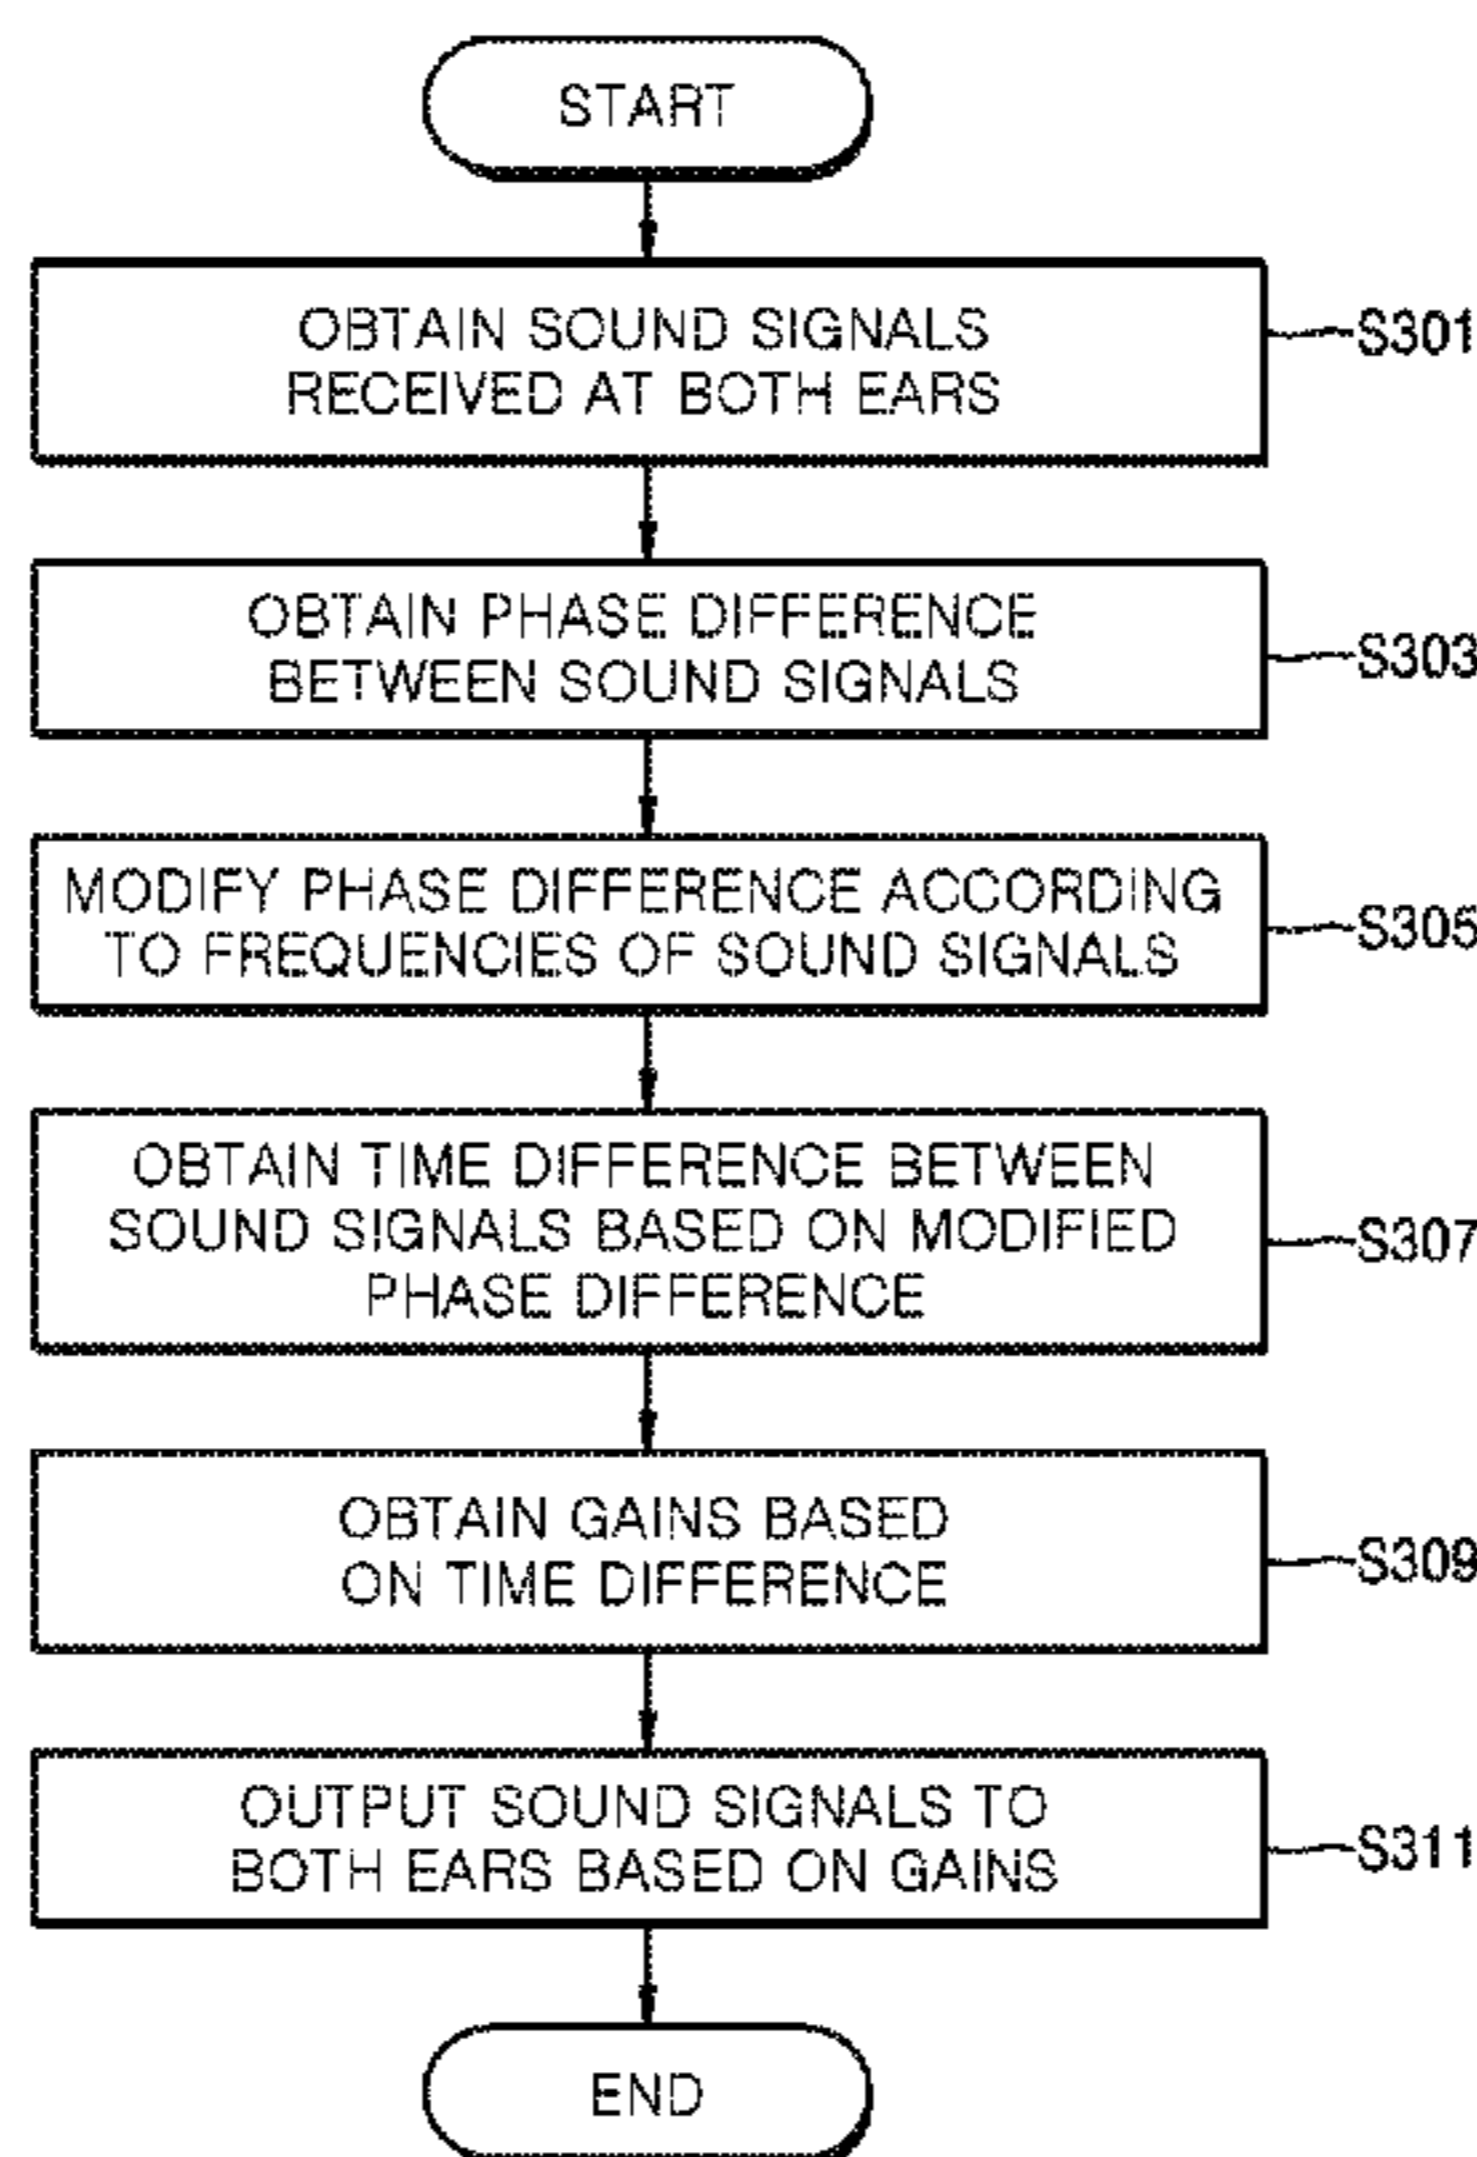 START
OBTAIN SOUND SIGNALS
RECEIVED AT BOTH EARS
S301
OBTAIN PHASE DIFFERENCE
BETWEEN SOUND SIGNALS
S303
MODIFY PHASE DIFFERENCE ACCORDING
TO FREQUENCIES OF SOUND SIGNALS
S305
OBTAIN TIME DIFFERENCE BETWEEN
SOUND SIGNALS BASED ON MODIFIED
PHASE DIFFERENCE
S307
OBTAIN GAINS BASED
ON TIME DIFFERENCE
S309
OUTPUT SOUND SIGNALS TO
BOTH EARS BASED ON GAINS
S311
END